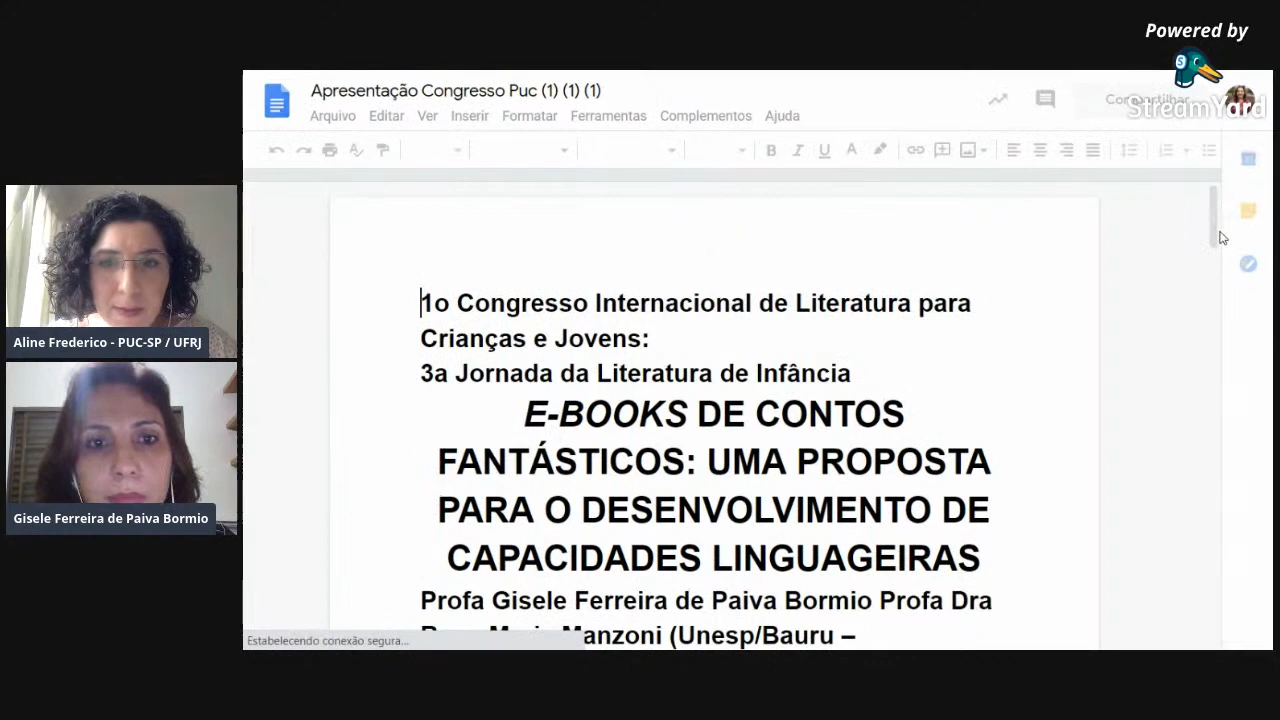 Powered by
StreamYard
Apresentação Congresso Puc (1) (1) (1)
Arquivo Editar Ver Inserir Formatar Ferramentas Complementos Ajuda
1o Congresso Internacional de Literatura para
Crianças e Jovens:
3a Jornada da Literatura de Infância
E-BOOKS DE CONTOS
FANTÁSTICOS: UMA PROPOSTA
PARA O DESENVOLVIMENTO DE
CAPACIDADES LINGUAGEIRAS
Profa Gisele Ferreira de Paiva Bormio Profa Dra
Manzoni (Unesp/Bauru –
Estabelecendo conexão segura...
Aline Frederico - PUC-SP / UFRJ
Gisele Ferreira de Paiva Bormio